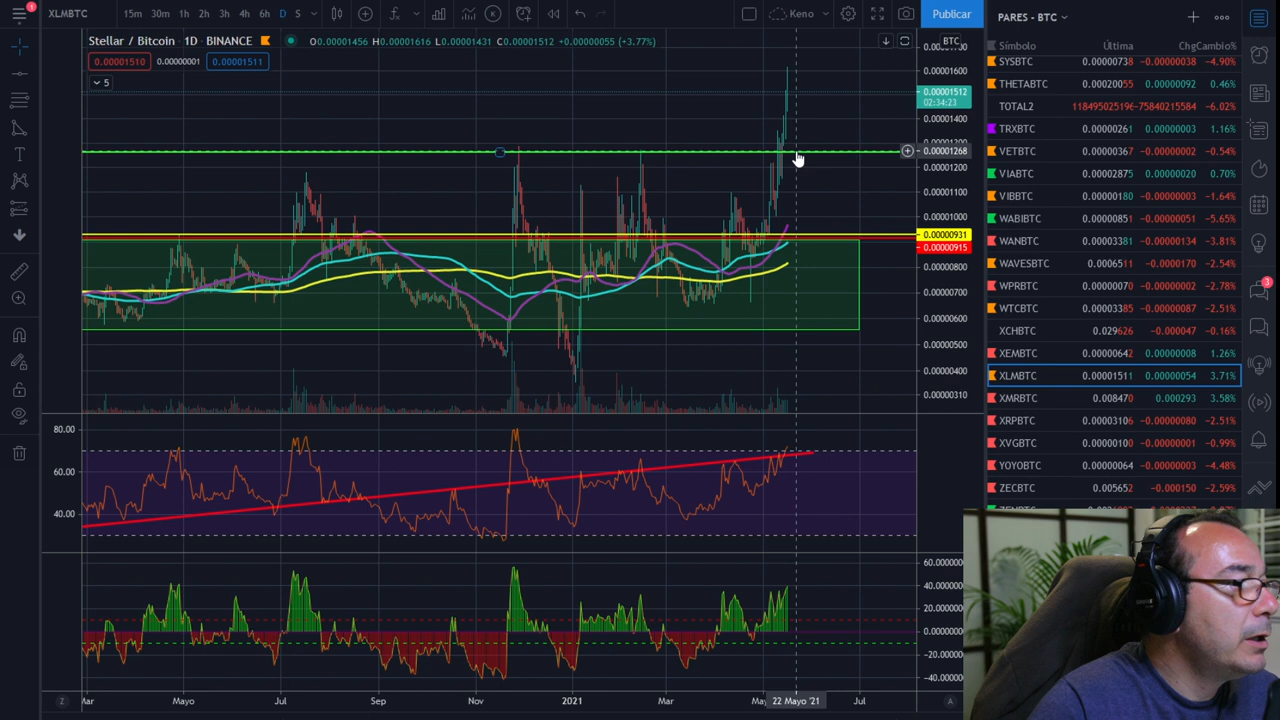 1
XLMBTC
15m 30m 1h 2h 3h 4h 6h D S
Keno
Publicar
PARES - BTC
Stellar / Bitcoin · 1D · BINANCE
O0.00001456 H0.00001616 L0.00001431 C0.00001512 +0.00000055 (+3.77%)
BTC
Símbolo Última ChgCambio%
0.00001510 0.00000001 0.00001511
5
SYSBTC 0.00000738 -0.00000038 -4.90%
THETABTC 0.00020055 0.00000092 0.46%
TOTAL2 118495025196 -75840215584 -6.02%
TRXBTC 0.00000261 0.00000003 1.16%
VETBTC 0.00000367 -0.00000002 -0.54%
VIABTC 0.00002875 0.00000020 0.70%
VIBBTC 0.00000180 -0.00000003 -1.64%
WABIBTC 0.00000851 -0.00000051 -5.65%
WANBTC 0.00003381 -0.00000134 -3.81%
WAVESBTC 0.0006511 -0.0000170 -2.54%
WPRBTC 0.00000070 -0.00000002 -2.78%
WTCBTC 0.00003385 -0.00000087 -2.51%
XCHBTC 0.029626 -0.000047 -0.16%
XEMBTC 0.00000642 0.00000008 1.26%
XLMBTC 0.00001511 0.00000054 3.71%
XMRBTC 0.008470 0.000293 3.58%
XRPBTC 0.00003106 -0.00000080 -2.51%
XVGBTC 0.00000100 -0.00000001 -0.99%
YOYOBTC 0.00000064 -0.00000003 -4.48%
ZECBTC 0.005652 -0.000150 -2.59%
3
0.00001600
0.00001512
02:34:23
0.00001400
0.00001268
0.00001200
0.00001100
0.00001000
0.00000931
0.00000915
0.00000800
0.00000700
0.00000600
0.00000500
0.00000400
0.00000310
80.00
60.00
40.00
60.0000
40.0000
20.0000
0.000000
-20.0000
-40.0000
Z Mar Mayo Jul Sep Nov 2021 Mar May 22 Mayo '21 Jul A